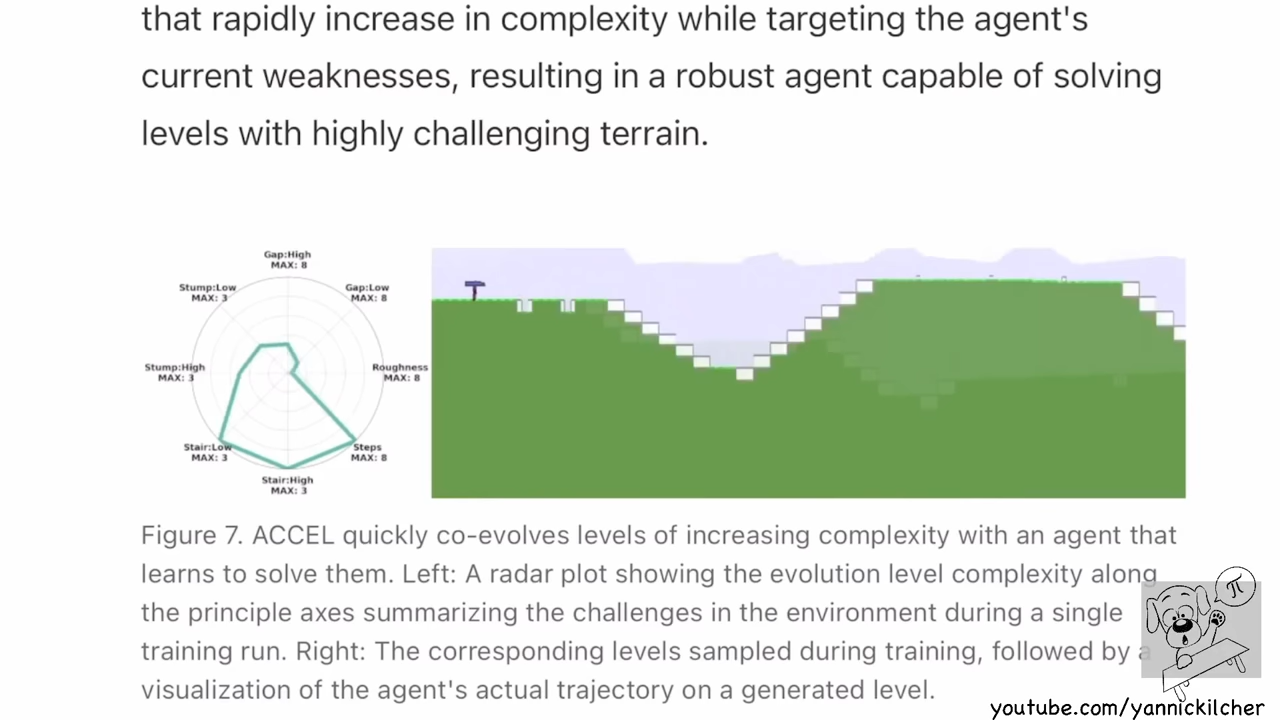 that rapidly increase in complexity while targeting the agent's
current weaknesses, resulting in a robust agent capable of solving
levels with highly challenging terrain.
Gap:High
MAX: 8
Stump:Low
MAX: 3
Gap:Low
MAX: 8
Stump:High
MAX: 3
Roughness
MAX: 8
Stair:Low
MAX: 3
Steps
MAX: 8
Stair:High
MAX: 3
Figure 7. ACCEL quickly co-evolves levels of increasing complexity with an agent that
learns to solve them. Left: A radar plot showing the evolution level complexity along
the principle axes summarizing the challenges in the environment during a single
training run. Right: The corresponding levels sampled during training, followed by a
visualization of the agent's actual trajectory on a generated level.
π
youtube.com/yannickilcher